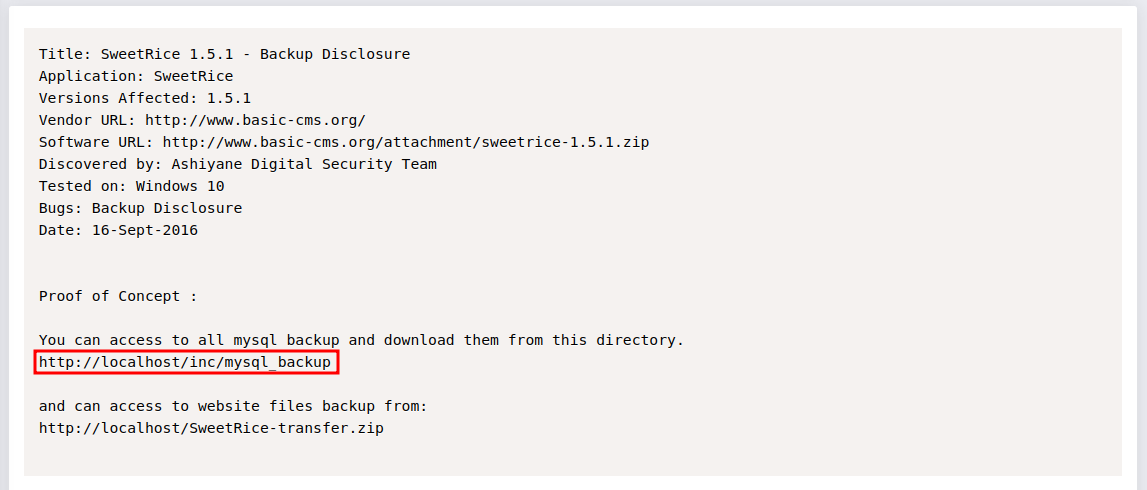 Title: SweetRice 1.5.1 - Backup Disclosure
Application: SweetRice
Versions Affected: 1.5.1
Vendor URL: http://www.basic-cms.org/
Software URL: http://www.basic-cms.org/attachment/sweetrice-1.5.1.zip
Discovered by: Ashiyane Digital Security Team
Tested on: Windows 10
Bugs: Backup Disclosure
Date: 16-Sept-2016
Proof of Concept :
You can access to all mysql backup and download them from this directory.
http://localhost/inc/mysql_backup
and can access to website files backup from:
http://localhost/SweetRice-transfer.zip